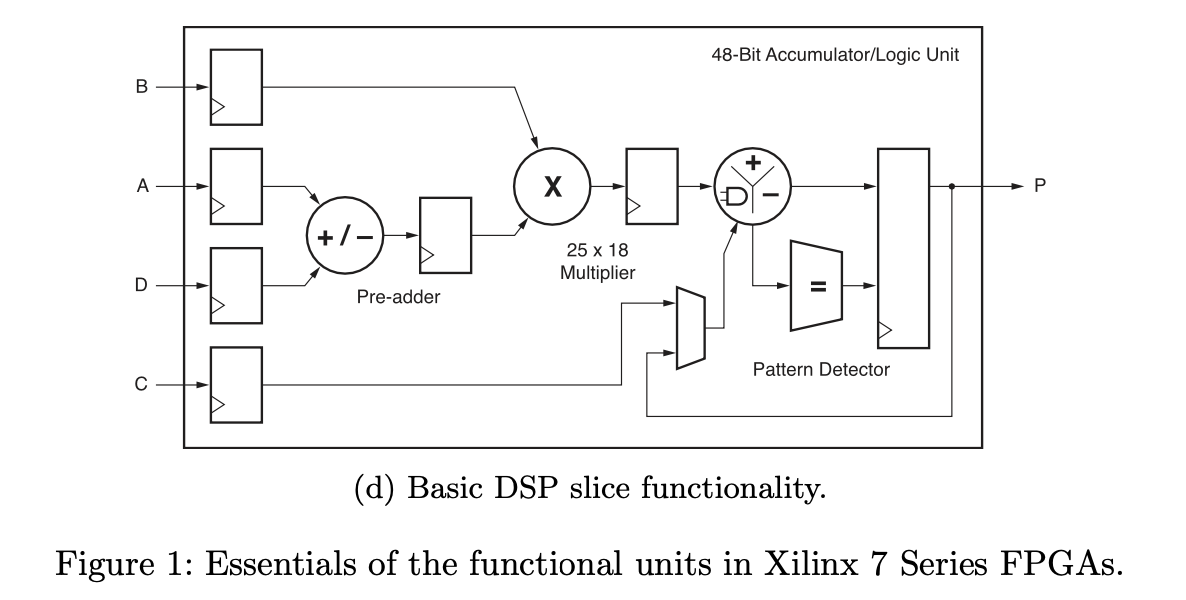 48-Bit Accumulator/Logic Unit
B
X
A
+
−
P
+ / −
D
25 x 18
Multiplier
Pre-adder
=
C
Pattern Detector
(d) Basic DSP slice functionality.
Figure 1: Essentials of the functional units in Xilinx 7 Series FPGAs.